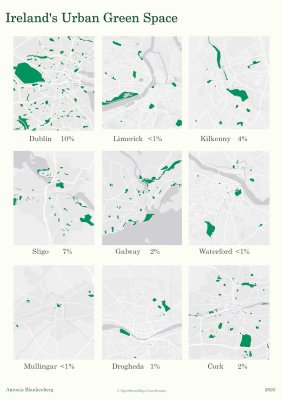 Ireland's Urban Green Space
Dublin 10%
Limerick <1%
Kilkenny 4%
Sligo 7%
Galway 2%
Waterford <1%
Mullingar <1%
Drogheda 1%
Cork 2%
Antonia Blankenberg
© OpenStreetMap Contributors
2020